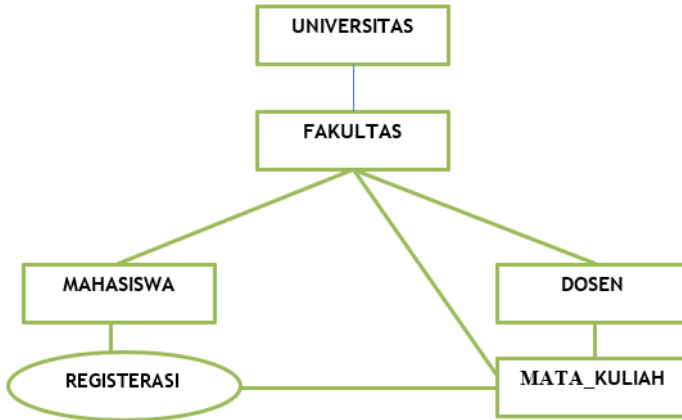 UNIVERSITAS
FAKULTAS
MAHASISWA
DOSEN
REGISTERASI
MATA_KULIAH